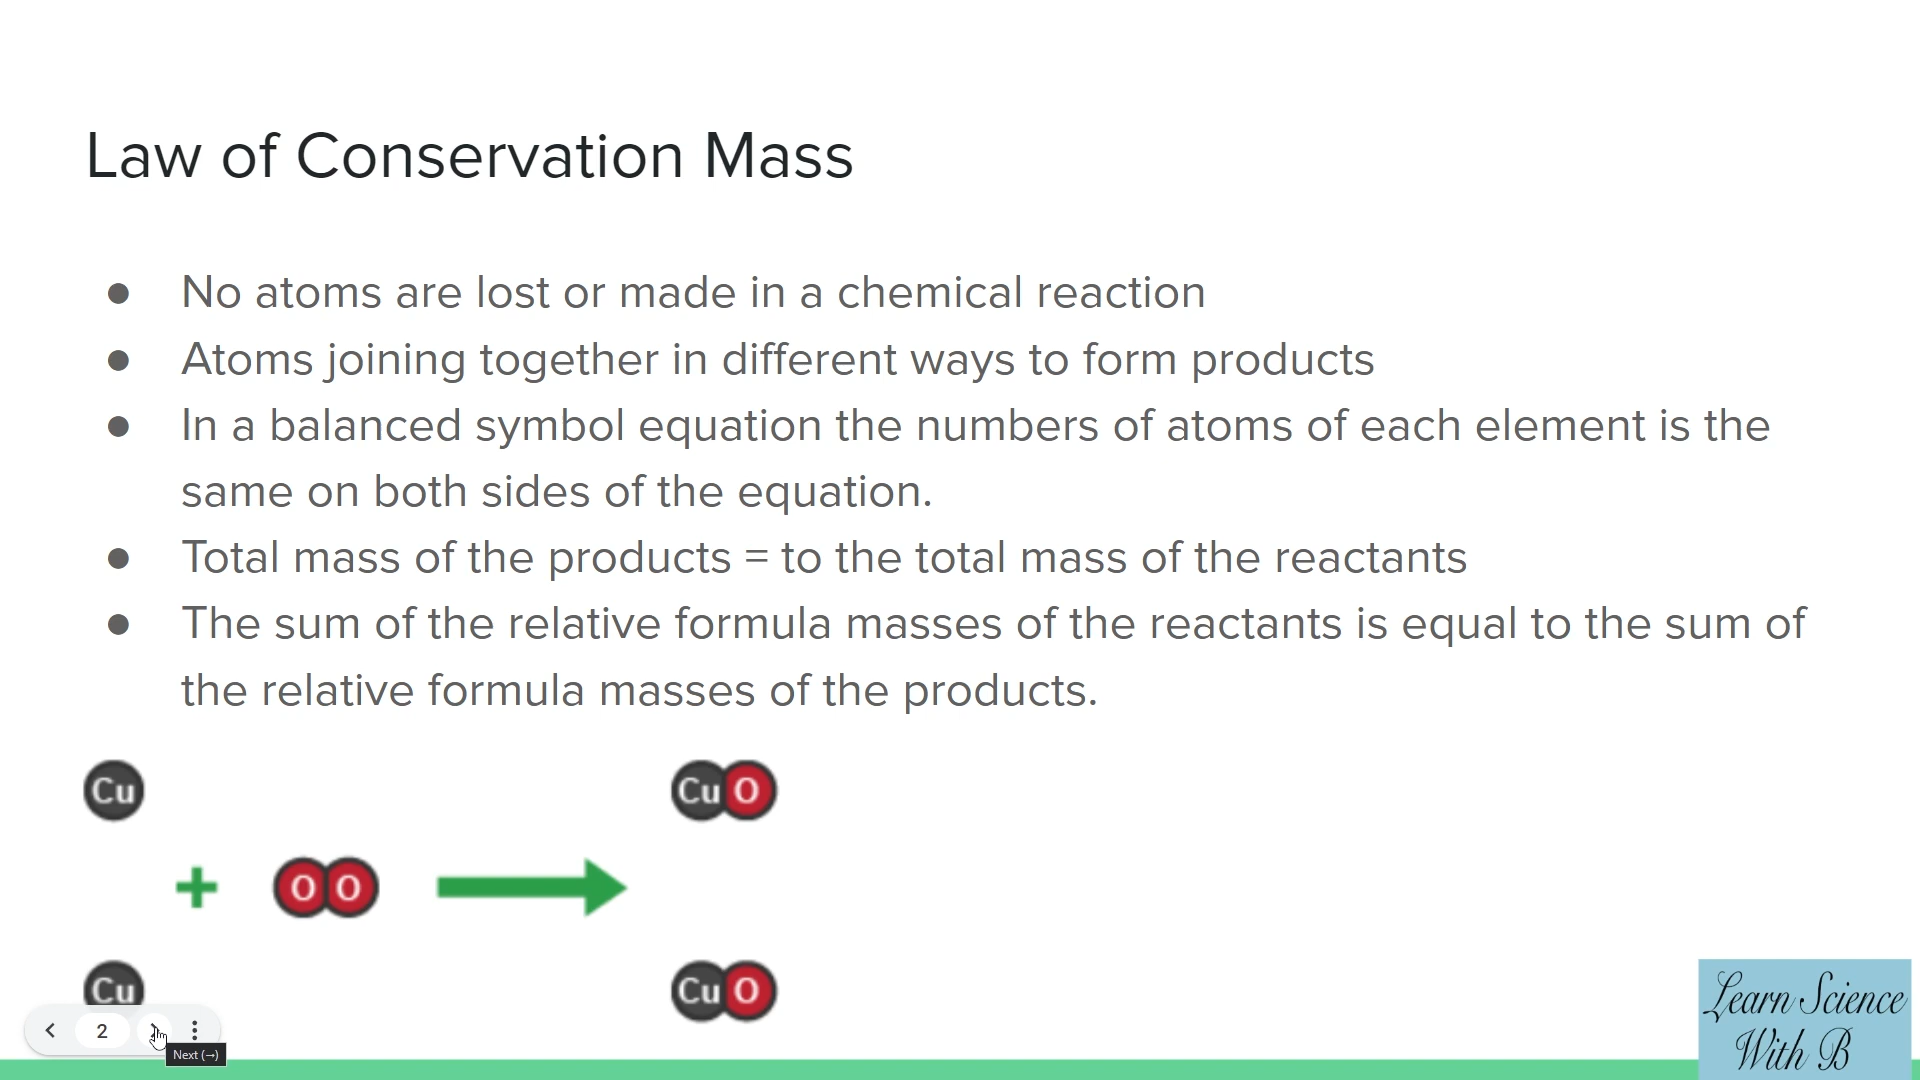 Law of Conservation Mass
● No atoms are lost or made in a chemical reaction
● Atoms joining together in different ways to form products
● In a balanced symbol equation the numbers of atoms of each element is the
same on both sides of the equation.
● Total mass of the products = to the total mass of the reactants
● The sum of the relative formula masses of the reactants is equal to the sum of
the relative formula masses of the products.
Cu CuO
+ OO
Cu CuO
2
Next (→)
Learn Science
With B